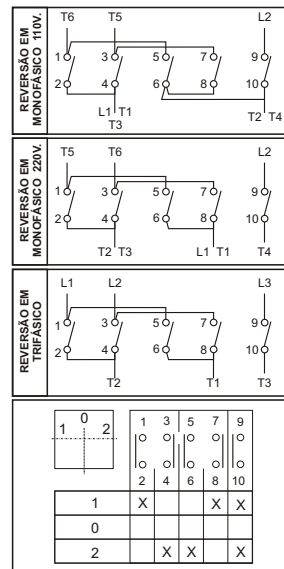 REVERSÃO EM
MONOFÁSICO 110V.
T6 T5 L2
1 3 5 7 9
2 4 6 8 10
L1 T1 T2 T4
T3
REVERSÃO EM
MONOFÁSICO 220V.
T5 T6 L2
1 3 5 7 9
2 4 6 8 10
T2 T3 L1 T1 T4
REVERSÃO EM
TRIFÁSICO
L1 L2 L3
1 3 5 7 9
2 4 6 8 10
T2 T1 T3
0
1 2
1 3 5 7 9
2 4 6 8 10
1 X X X
0
2 X X X